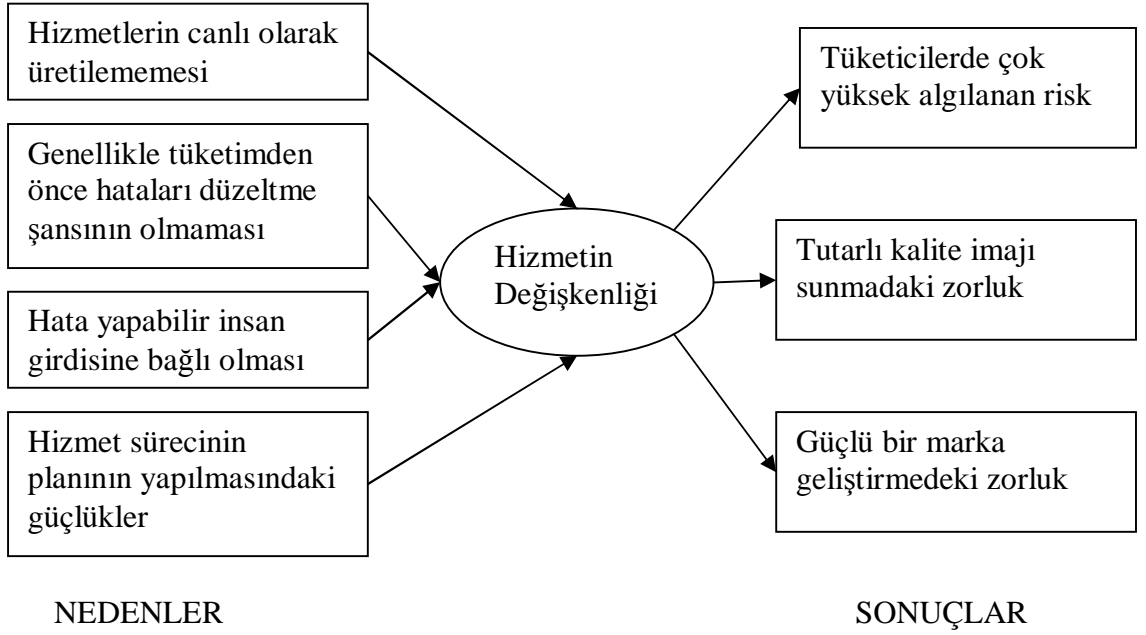 Hizmetlerin canlı olarak
üretilememesi
Genellikle tüketimden
önce hataları düzeltme
şansının olmaması
Hata yapabilir insan
girdisine bağlı olması
Hizmet sürecinin
planının yapılmasındaki
güçlükler
Hizmetin
Değişkenliği
Tüketicilerde çok
yüksek algılanan risk
Tutarlı kalite imajı
sunmadaki zorluk
Güçlü bir marka
geliştirmedeki zorluk
NEDENLER
SONUÇLAR